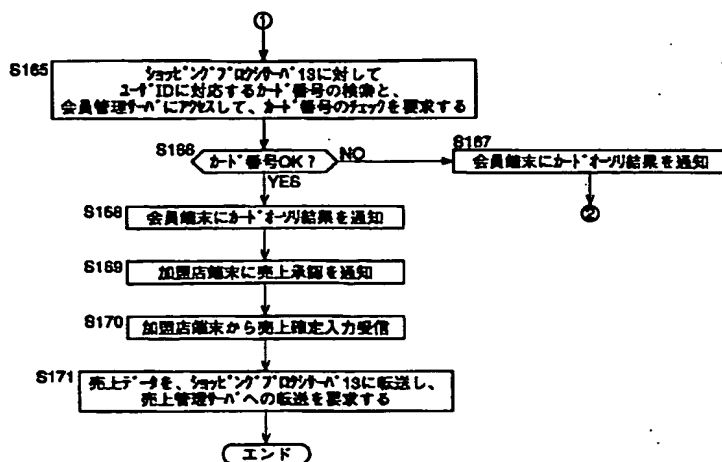 ①
S165
ｼｮｯﾋﾟﾝｸﾞﾌﾟﾛｸｼｻｰﾊﾞ13に対して
ﾕｰｻﾞIDに対応するｶｰﾄﾞ番号の検索と、
会員管理ｻｰﾊﾞにｱｸｾｽして、ｶｰﾄﾞ番号のﾁｪｯｸを要求する
S166
ｶｰﾄﾞ番号OK?
NO
YES
S167
会員端末にｶｰﾄﾞｵｰｿﾘ結果を通知
②
S168
会員端末にｶｰﾄﾞｵｰｿﾘ結果を通知
S169
加盟店端末に売上承認を通知
S170
加盟店端末から売上確定入力受信
S171
売上ﾃﾞｰﾀを、ｼｮｯﾋﾟﾝｸﾞﾌﾟﾛｸｼｻｰﾊﾞ13に転送し、
売上管理ｻｰﾊﾞへの転送を要求する
エンド